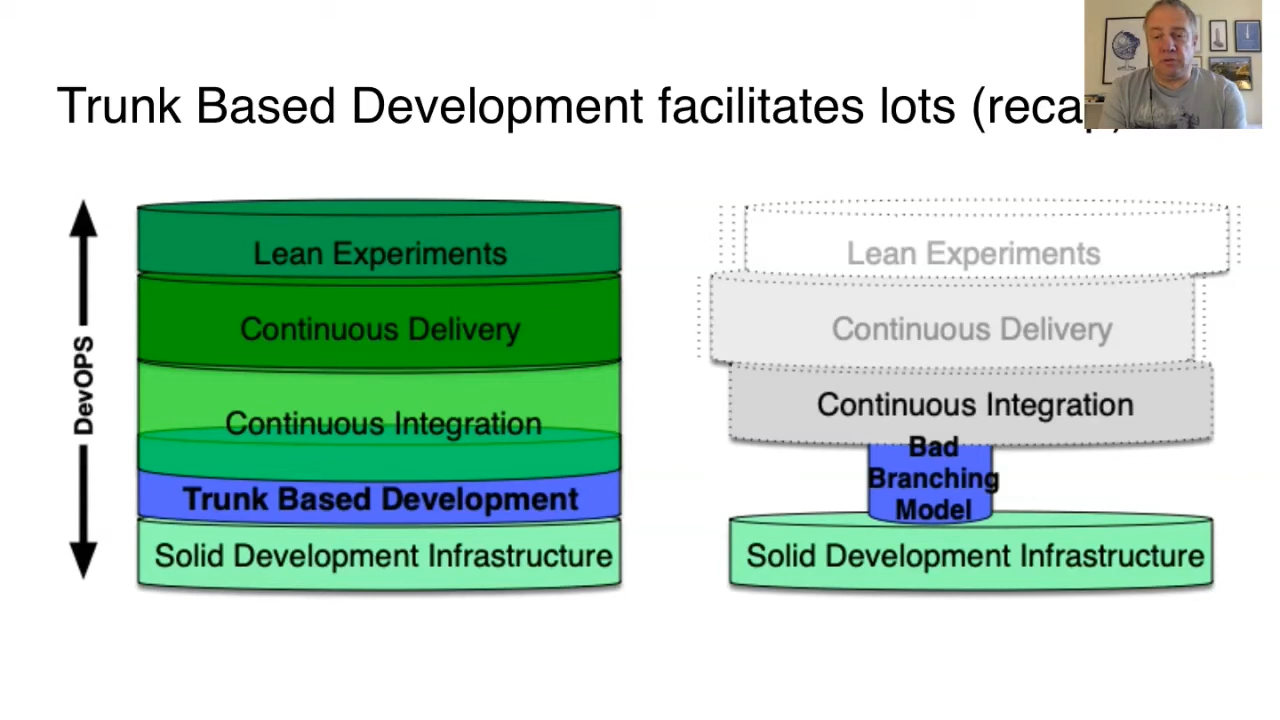 Trunk Based Development facilitates lots (recap)
DevOPS
Lean Experiments
Continuous Delivery
Continuous Integration
Trunk Based Development
Solid Development Infrastructure
Lean Experiments
Continuous Delivery
Continuous Integration
Bad
Branching
Model
Solid Development Infrastructure